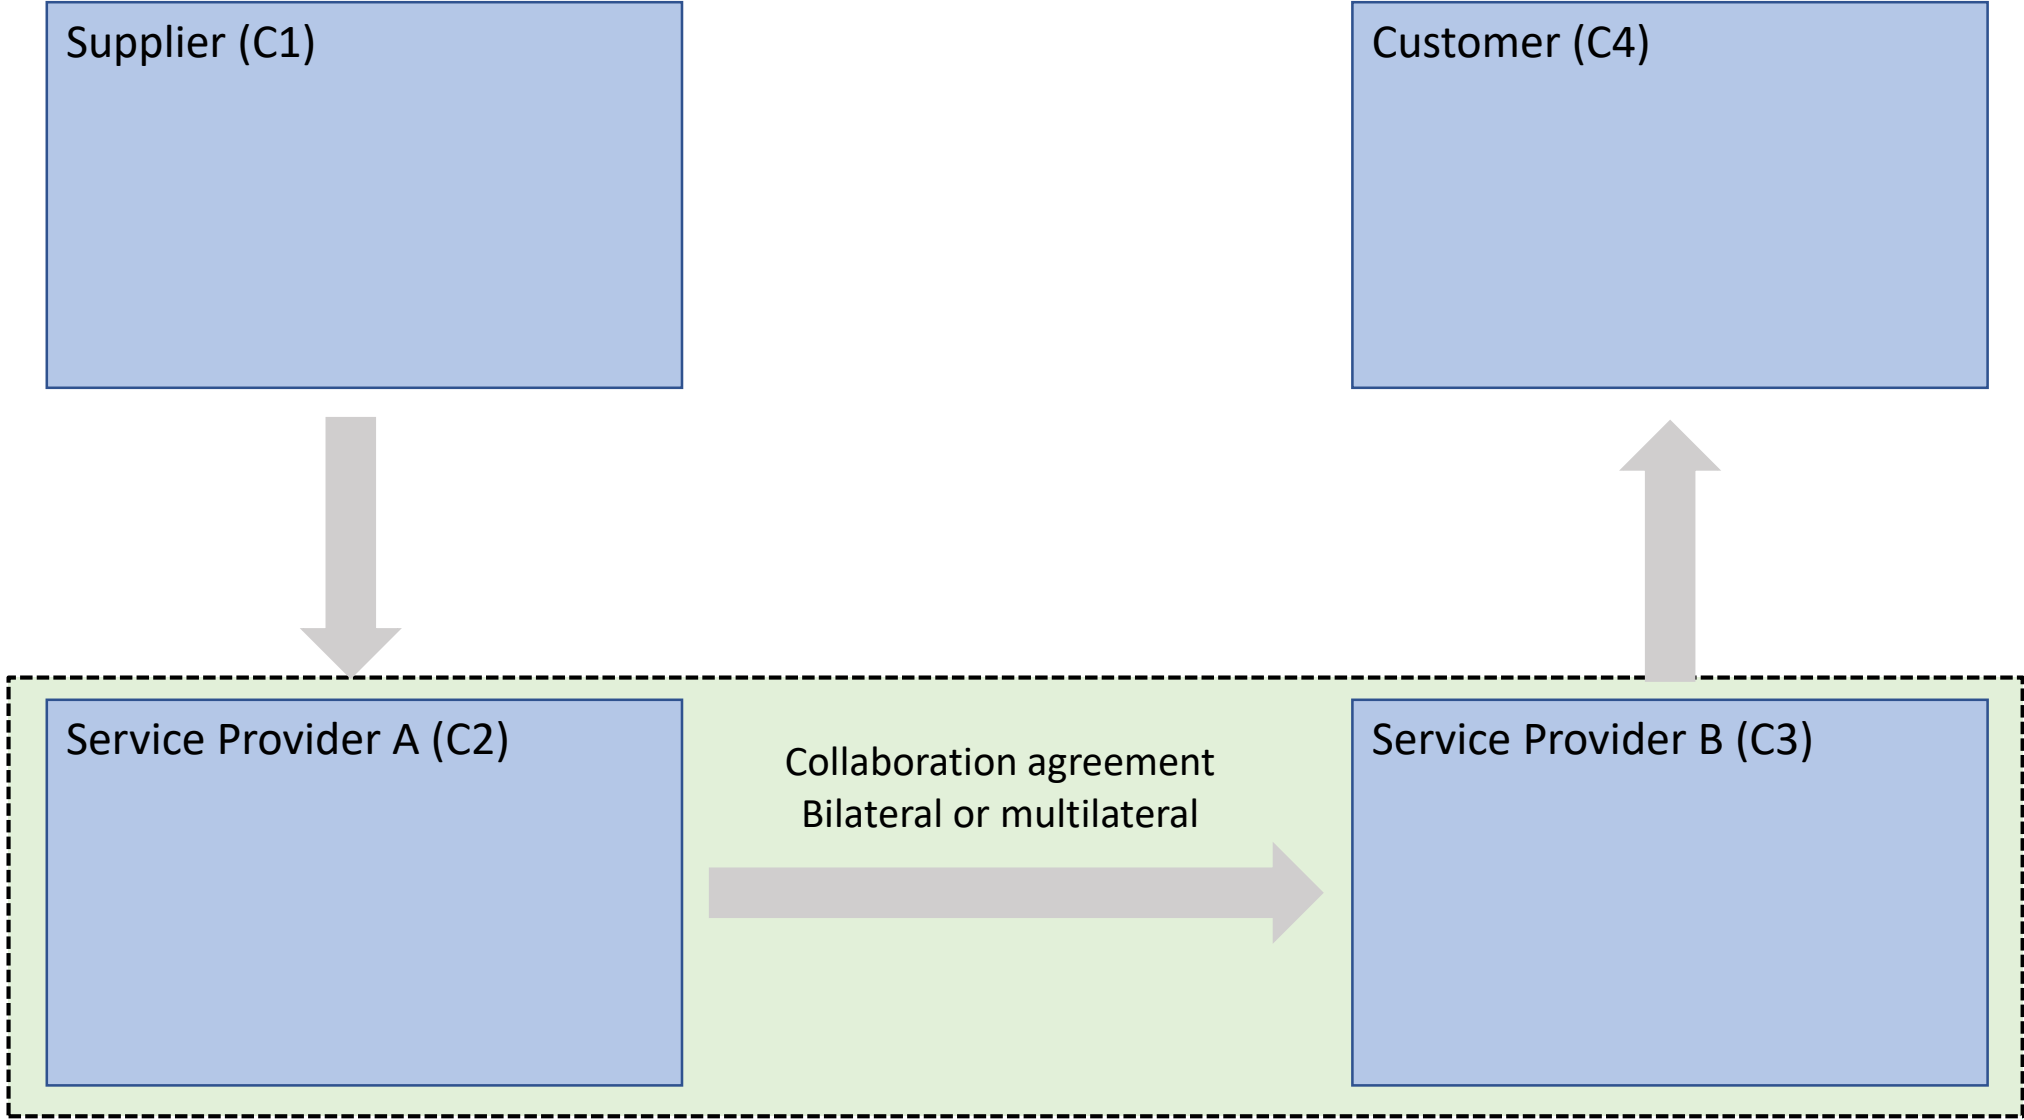 Supplier (C1)
Customer (C4)
Service Provider A (C2)
Collaboration agreement
Bilateral or multilateral
Service Provider B (C3)